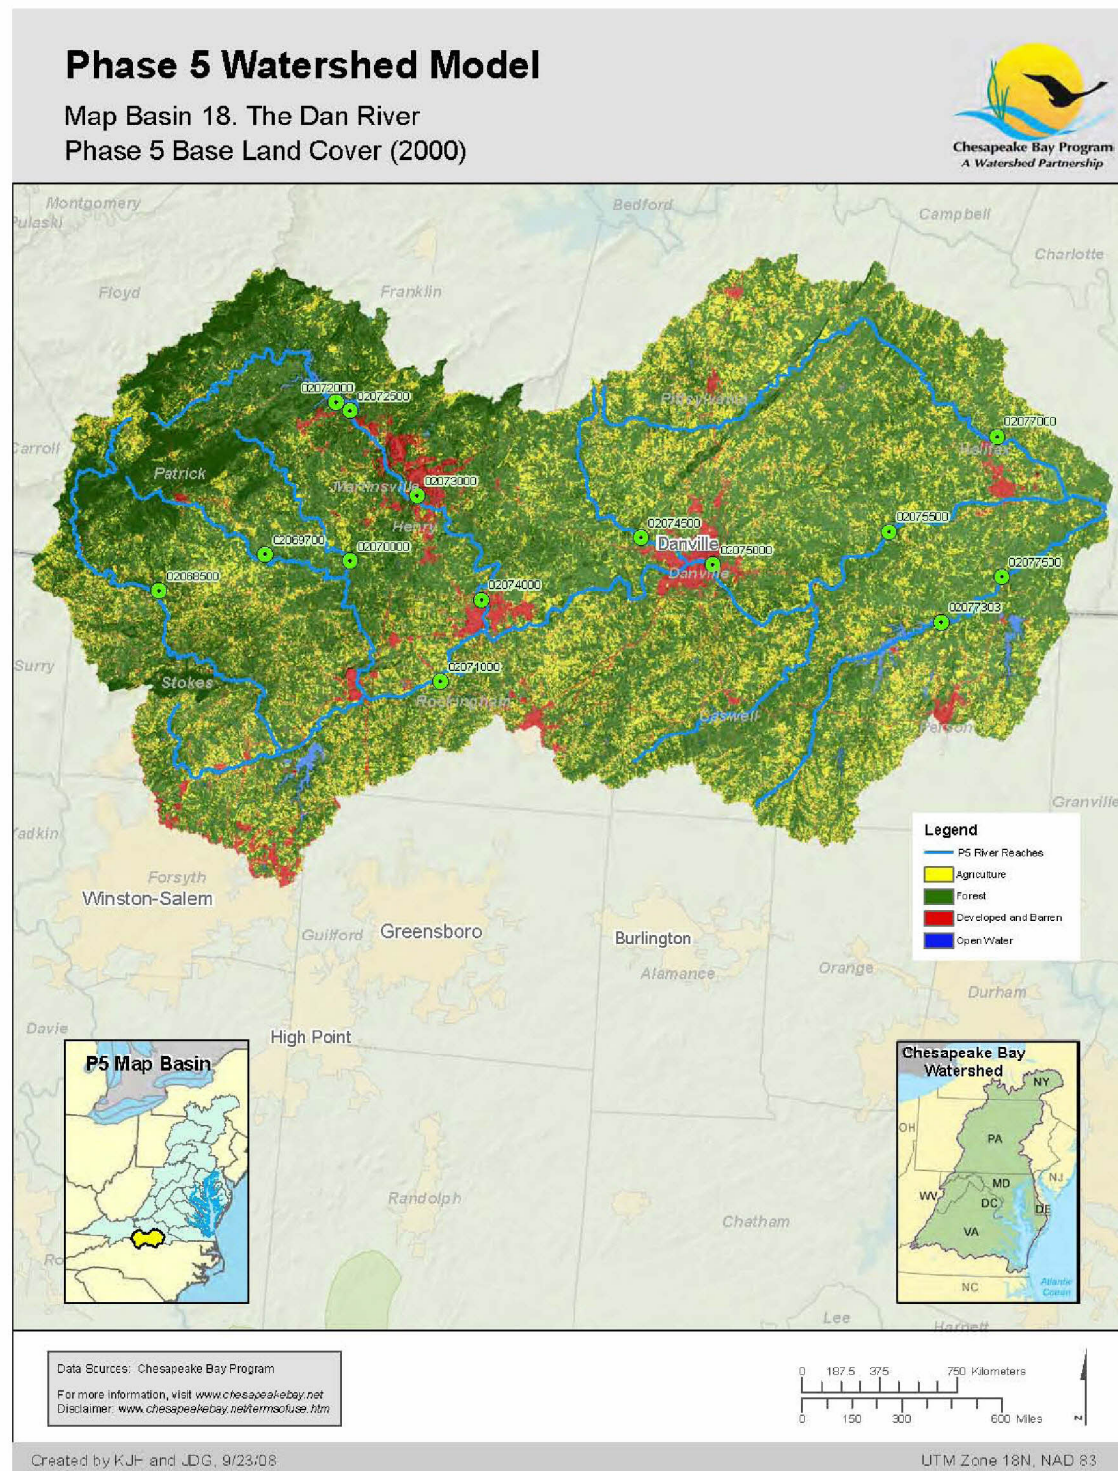 Phase 5 Watershed Model
Map Basin 18. The Dan River
Phase 5 Base Land Cover (2000)
Chesapeake Bay Program
A Watershed Partnership
Montgomery
Pulaski
Bedford
Campbell
Charlotte
Floyd
Franklin
02072000
02072500
Pittsylvania
02077000
Halifax
Carroll
Patrick
Martinsville
02073000
Henry
02074500
Danville
02075500
02069700
02070000
02075000
Danville
02077500
02068500
02074000
02077303
Surry
Stokes
02071000
Rockingham
Caswell
Person
Granville
Yadkin
Legend
P5 River Reaches
Agriculture
Forest
Developed and Barren
Open Water
Forsyth
Winston-Salem
Guilford
Greensboro
Burlington
Alamance
Orange
Durham
Davie
High Point
P5 Map Basin
Chesapeake Bay
Watershed
NY
OH
PA
NJ
MD
WV
DC
DE
VA
NC
Atlantic
Ocean
Randolph
Chatham
Ro
Lee
Harnett
Data Sources: Chesapeake Bay Program
For more information, visit www.chesapeakebay.net
Disclaimer: www.chesapeakebay.net/termsofuse.htm
0 187.5 375 750 Kilometers
0 150 300 600 Miles
N
Created by KJH and JDG, 9/23/08
UTM Zone 18N, NAD 83